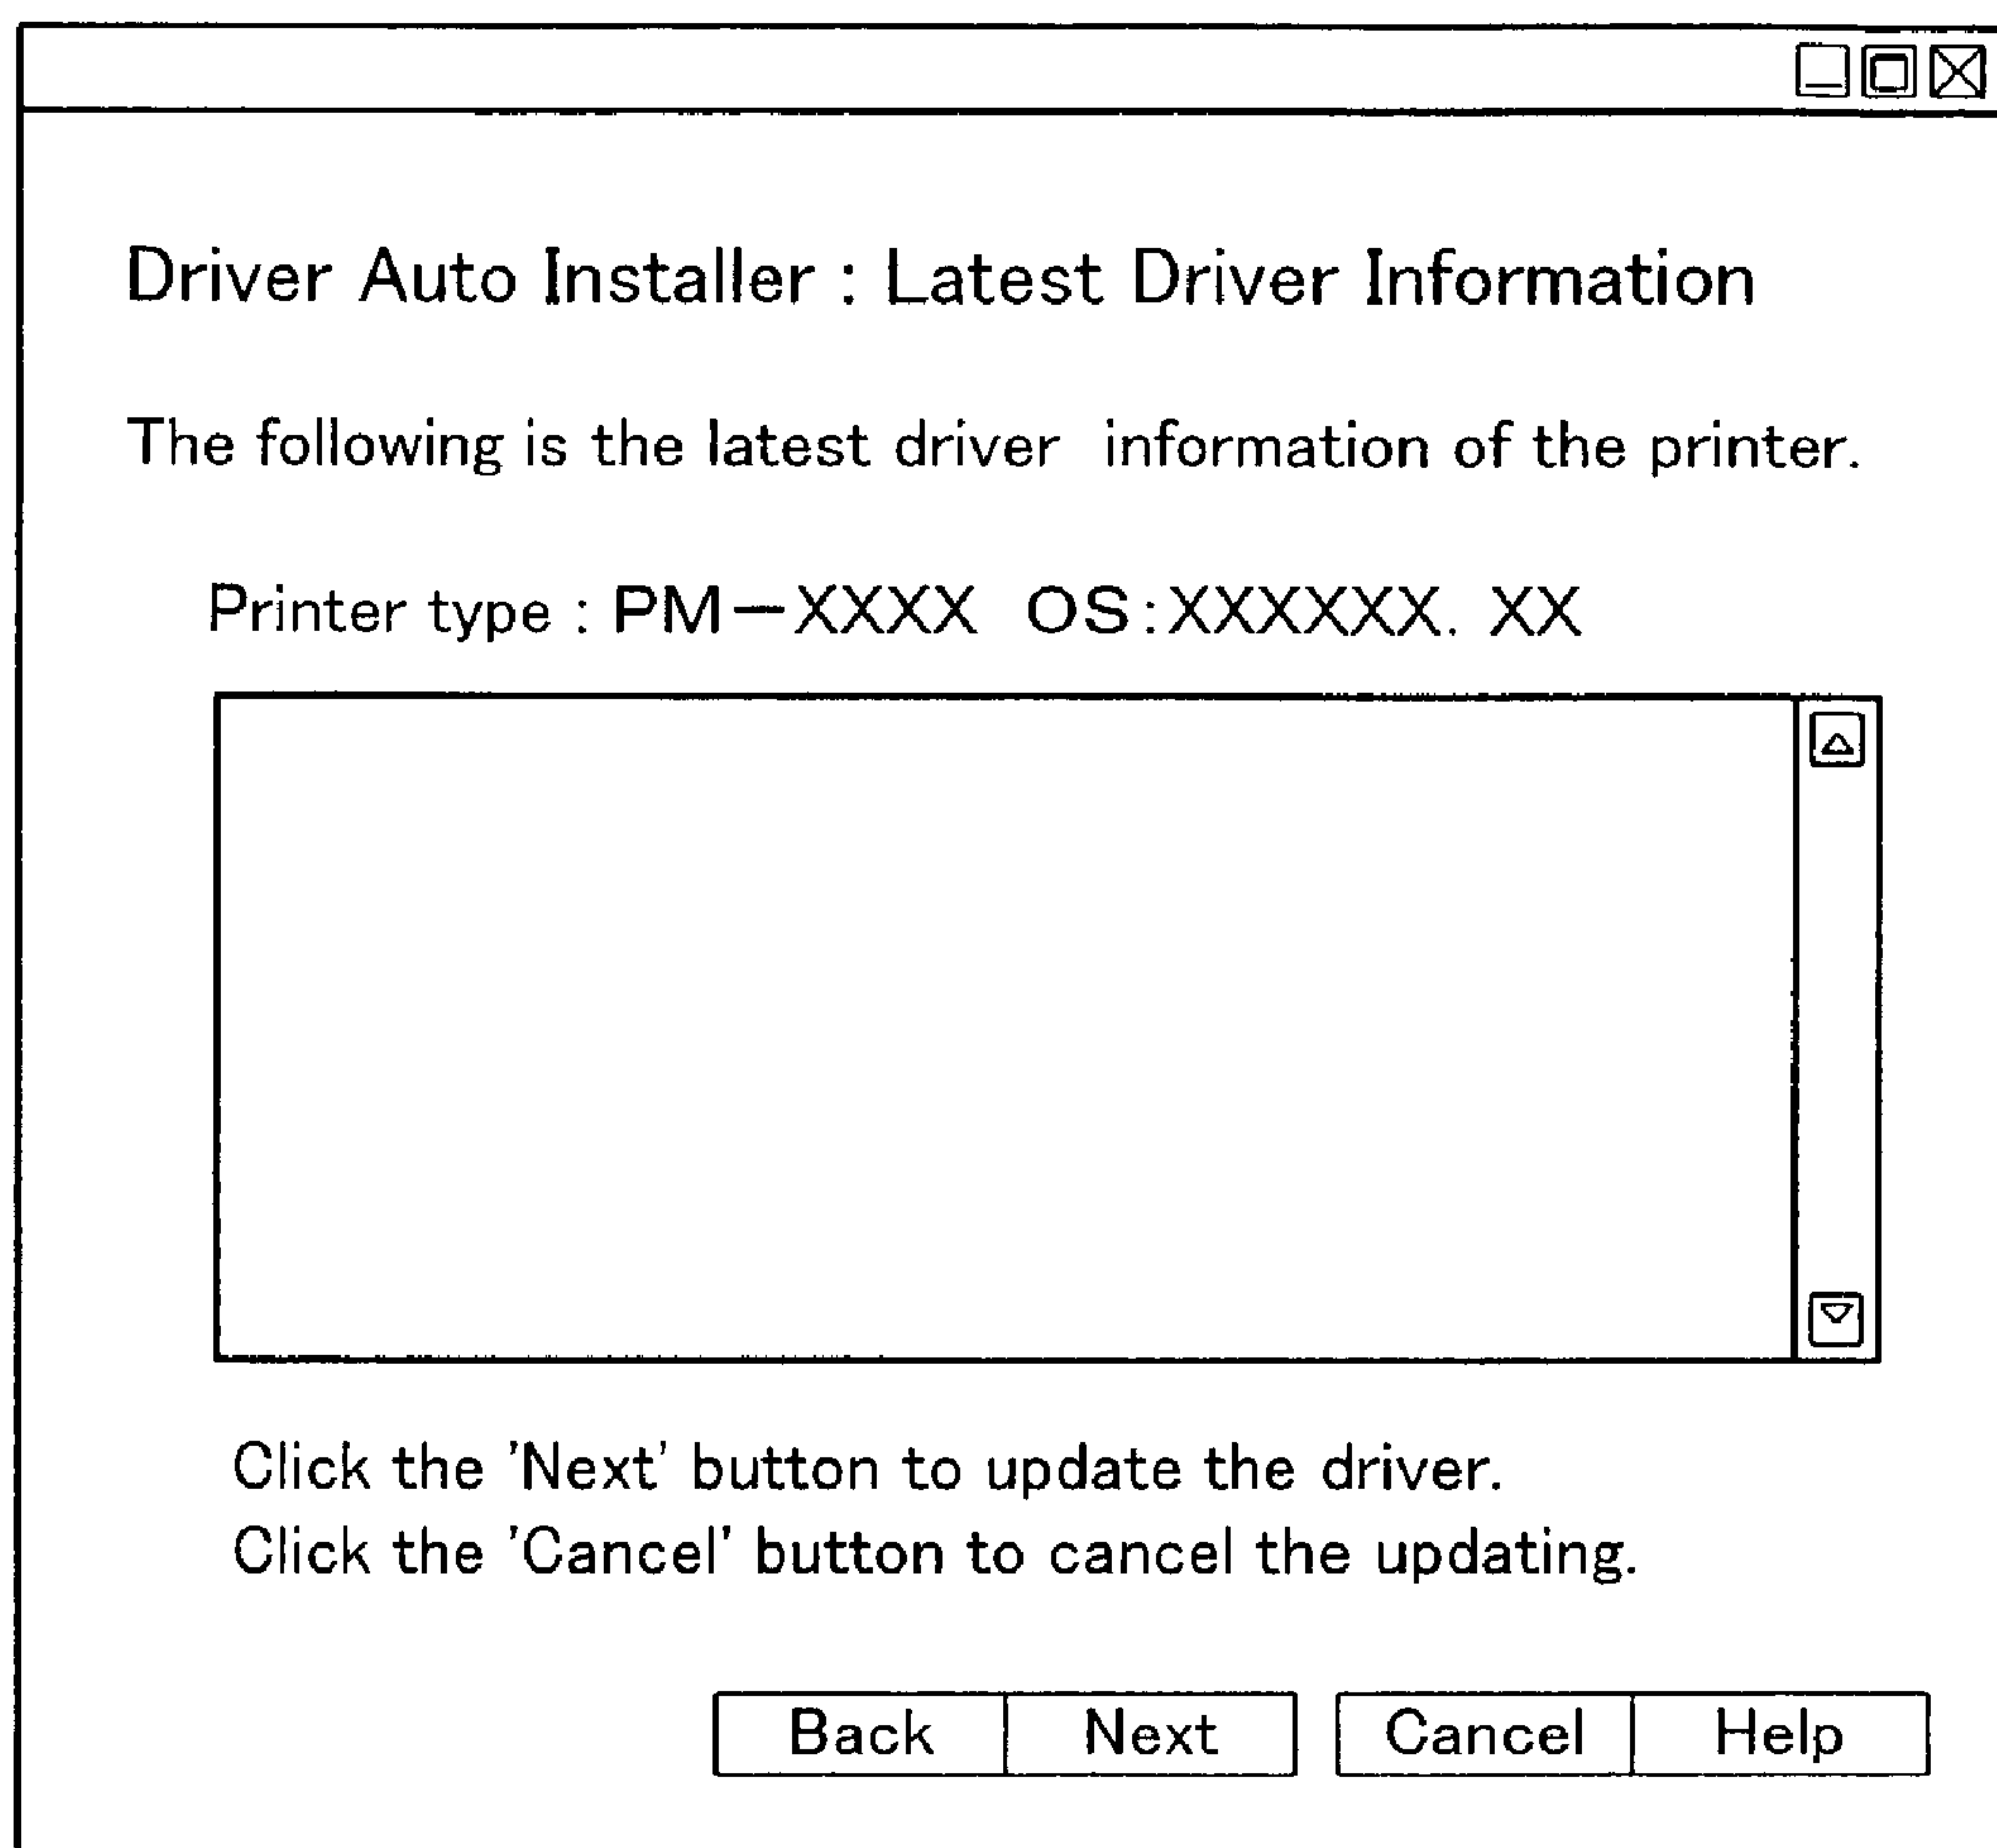 Driver Auto Installer : Latest Driver Information
The following is the latest driver information of the printer.
Printer type : PM－XXXX OS:XXXXXX. XX
Click the 'Next' button to update the driver.
Click the 'Cancel' button to cancel the updating.
Back Next Cancel Help